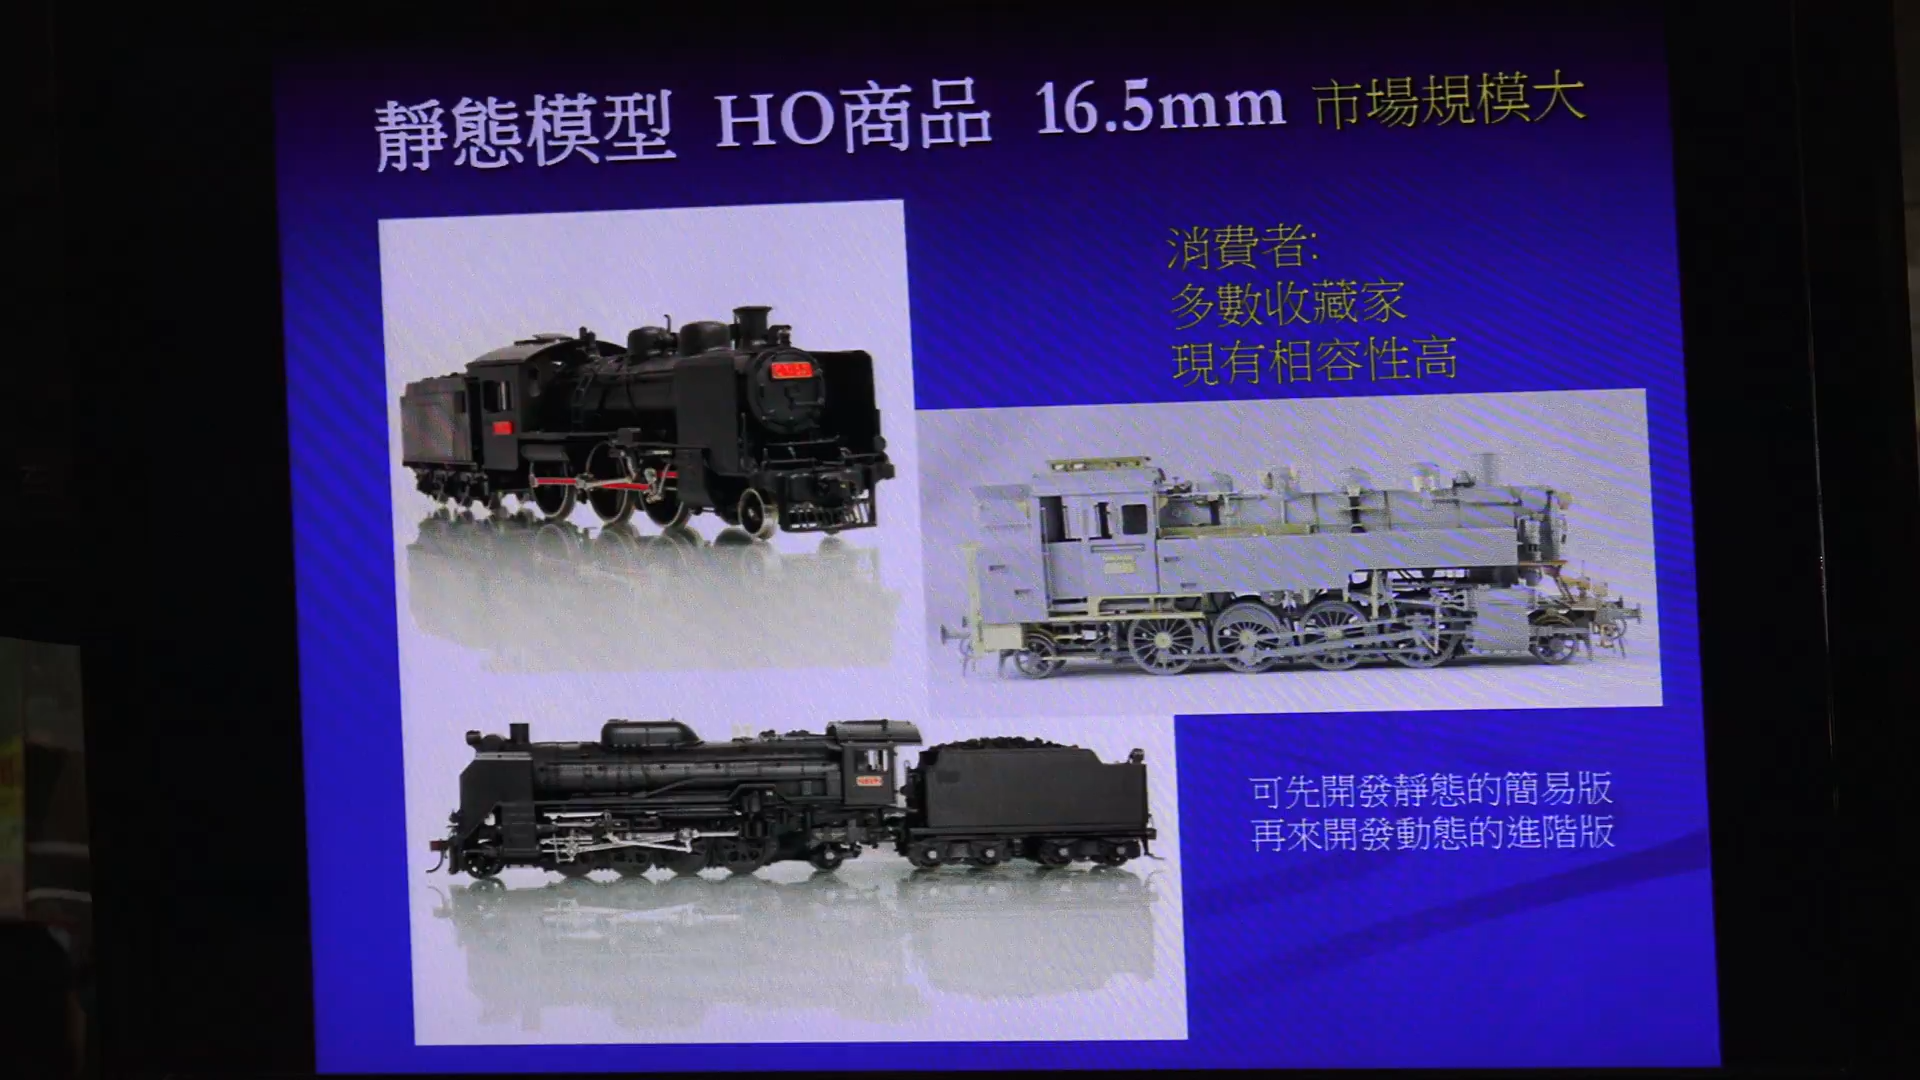 靜態模型 HO商品 16.5mm 市場規模大
消費者:
多數收藏家
現有相容性高
可先開發靜態的簡易版
再來開發動態的進階版